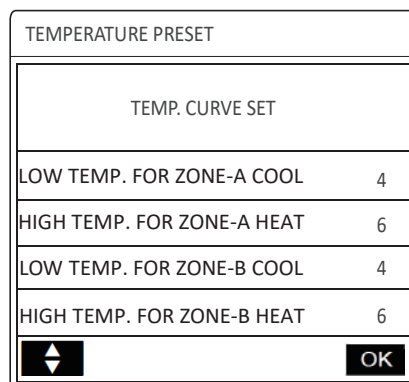 TEMPERATURE PRESET
TEMP. CURVE SET
LOW TEMP. FOR ZONE-A COOL 4
HIGH TEMP. FOR ZONE-A HEAT 6
LOW TEMP. FOR ZONE-B COOL 4
HIGH TEMP. FOR ZONE-B HEAT 6
OK